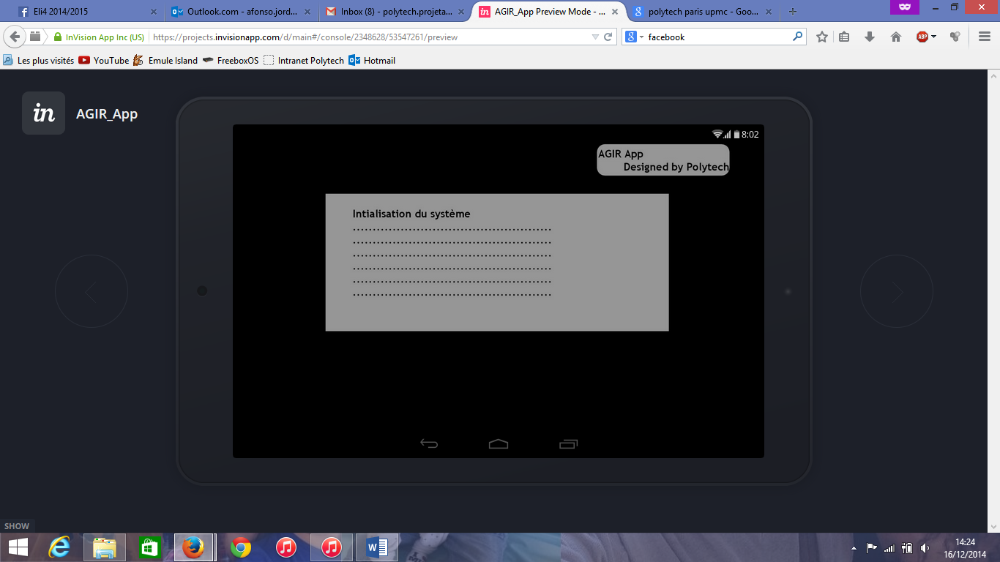 Eli4 2014/2015
Outlook.com - afonso.jord...
Inbox (8) - polytech.projeta...
AGIR_App Preview Mode - ...
polytech paris upmc - Goo...
InVision App Inc (US)
https://projects.invisionapp.com/d/main#/console/2348628/53547261/preview
facebook
ABP
Les plus visités
YouTube
Emule Island
FreeboxOS
Intranet Polytech
Hotmail
in
AGIR_App
8:02
AGIR App
Designed by Polytech
Intialisation du système
..................................................
..................................................
..................................................
..................................................
..................................................
..................................................
SHOW
14:24
16/12/2014